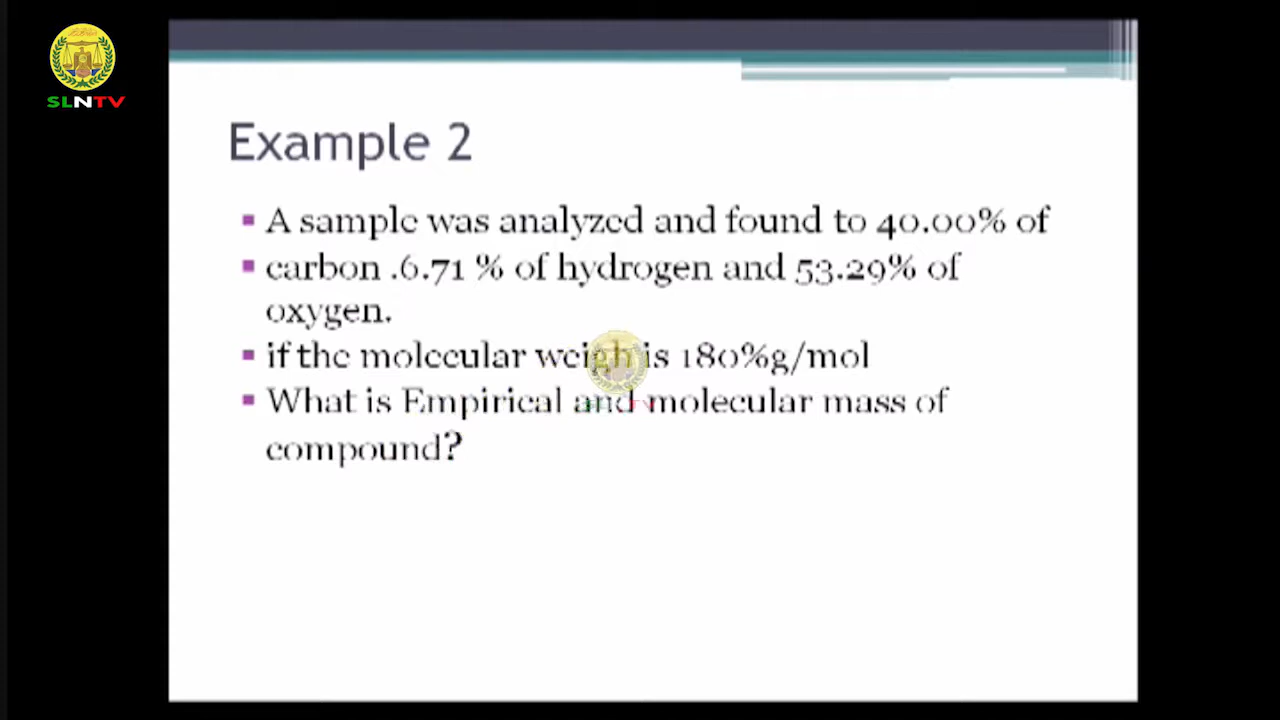 SLNTV
Example 2
▪ A sample was analyzed and found to 40.00% of
▪ carbon .6.71 % of hydrogen and 53.29% of
oxygen.
▪ if the molecular weigh is 180%g/mol
▪ What is Empirical and molecular mass of
compound?